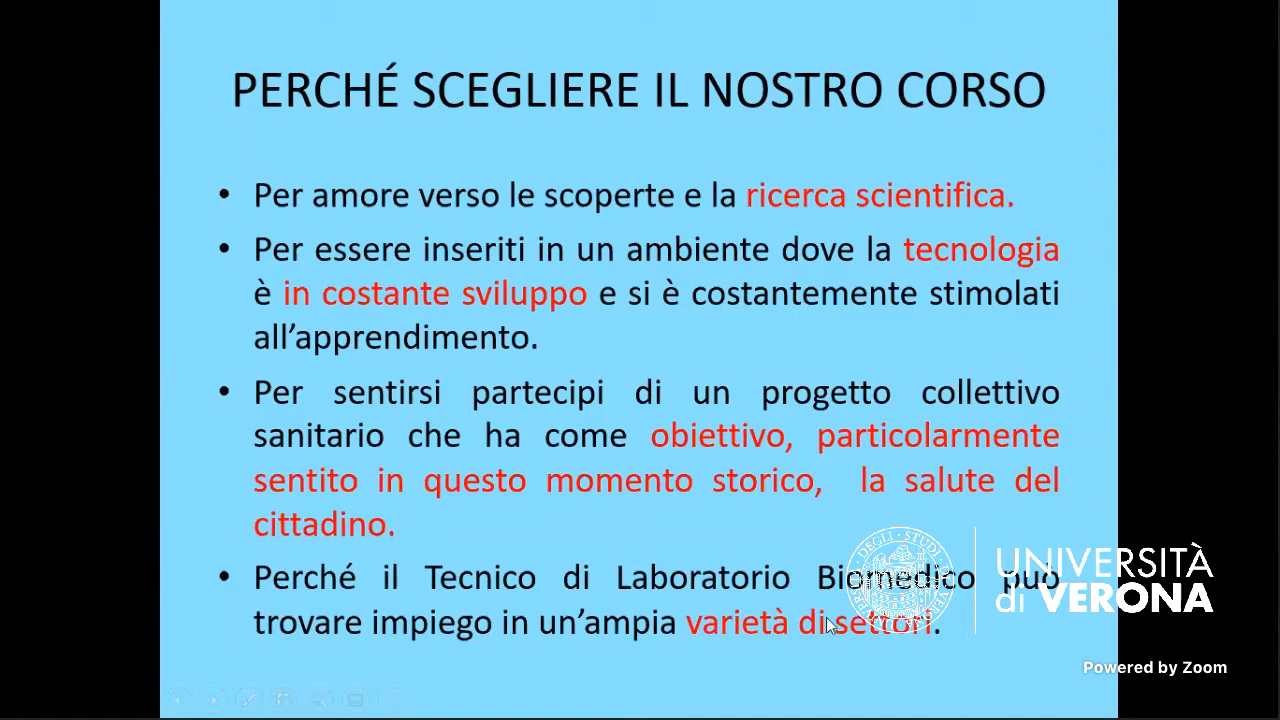 PERCHÉ SCEGLIERE IL NOSTRO CORSO
• Per amore verso le scoperte e la ricerca scientifica.
• Per essere inseriti in un ambiente dove la tecnologia
è in costante sviluppo e si è costantemente stimolati
all’apprendimento.
• Per sentirsi partecipi di un progetto collettivo
sanitario che ha come obiettivo, particolarmente
sentito in questo momento storico, la salute del
cittadino.
• Perché il Tecnico di Laboratorio Biomedico può
trovare impiego in un’ampia varietà di settori.
UNIVERSITÀ
di VERONA
Powered by Zoom